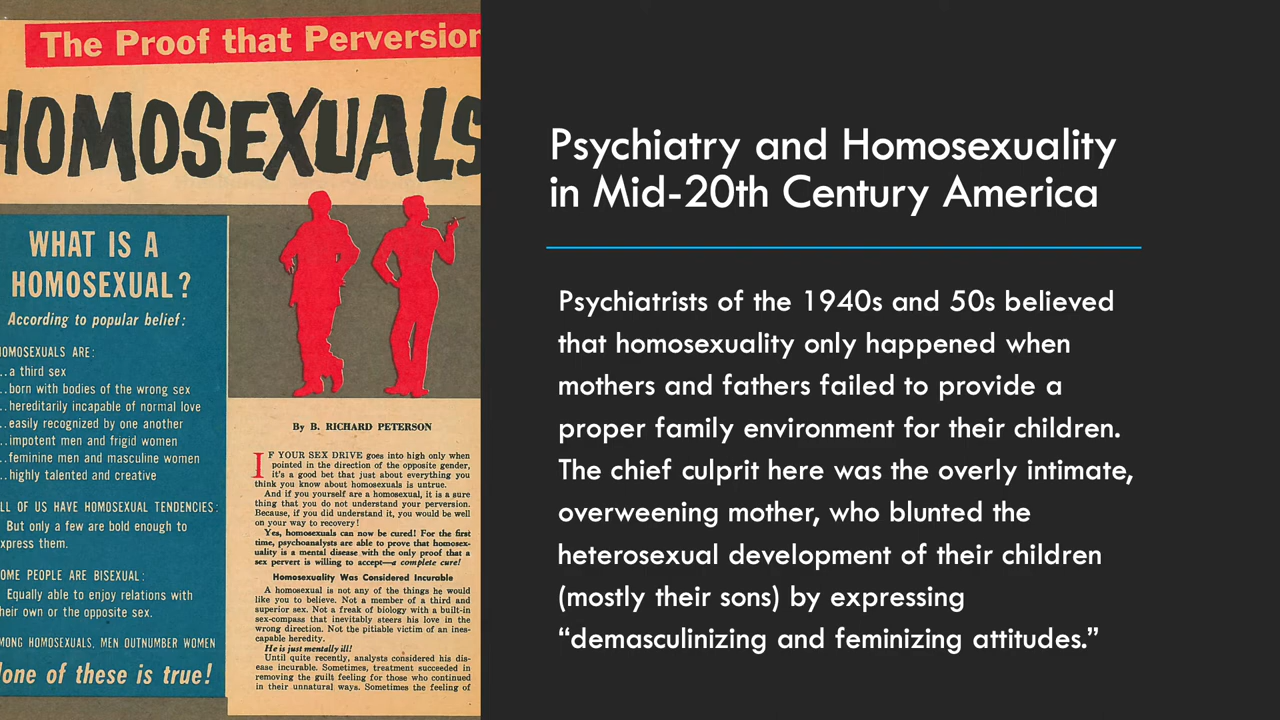 The Proof that Perversion
HOMOSEXUALS
WHAT IS A
HOMOSEXUAL?
According to popular belief:
HOMOSEXUALS ARE:
...a third sex
...born with bodies of the wrong sex
...hereditarily incapable of normal love
...easily recognized by one another
...impotent men and frigid women
...feminine men and masculine women
...highly talented and creative
LL OF US HAVE HOMOSEXUAL TENDENCIES:
But only a few are bold enough to
xpress them.
OME PEOPLE ARE BISEXUAL:
Equally able to enjoy relations with
heir own or the opposite sex.
MONG HOMOSEXUALS, MEN OUTNUMBER WOMEN
None of these is true!
By B. RICHARD PETERSON
IF YOUR SEX DRIVE goes into high only when
pointed in the direction of the opposite gender,
it's a good bet that just about everything you
think you know about homosexuals is untrue.
And if you yourself are a homosexual, it is a sure
thing that you do not understand your perversion.
Because, if you did understand it, you would be well
on your way to recovery!
Yes, homosexuals can now be cured! For the first
time, psychoanalysts are able to prove that homosex-
uality is a mental disease with the only proof that a
sex pervert is willing to accept—a complete cure!
Homosexuality Was Considered Incurable
A homosexual is not any of the things he would
like you to believe. Not a member of a third and
superior sex. Not a freak of biology with a built-in
sex-compass that inevitably steers his love in the
wrong direction. Not the pitiable victim of an ines-
capable heredity.
He is just mentally ill!
Until quite recently, analysts considered his dis-
ease incurable. Sometimes, treatment succeeded in
removing the guilt feeling for those who continued
in their unnatural ways. Sometimes the feeling of
Psychiatry and Homosexuality
in Mid-20th Century America
Psychiatrists of the 1940s and 50s believed
that homosexuality only happened when
mothers and fathers failed to provide a
proper family environment for their children.
The chief culprit here was the overly intimate,
overweening mother, who blunted the
heterosexual development of their children
(mostly their sons) by expressing
“demasculinizing and feminizing attitudes.”